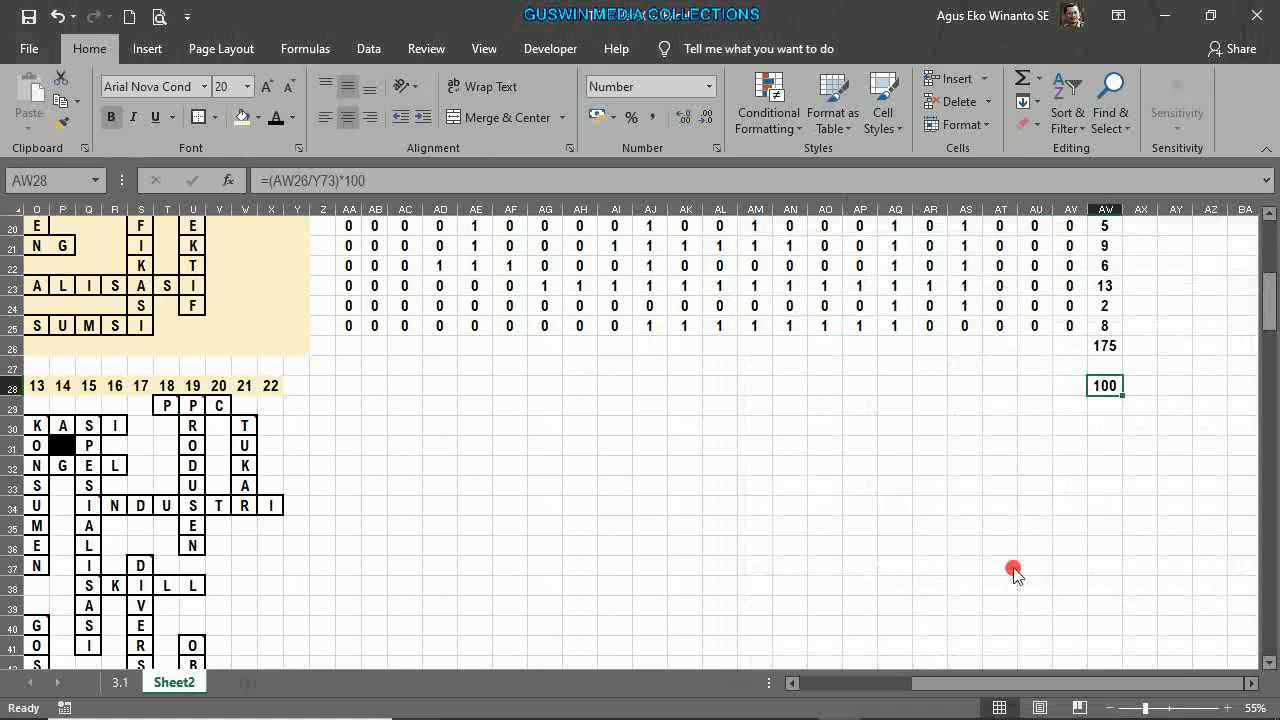 GUSWIN MEDIA COLLECTIONS
Agus Eko Winanto SE
File Home Insert Page Layout Formulas Data Review View Developer Help Tell me what you want to do Share
Arial Nova Cond 20 Wrap Text Number Insert
Paste Conditional Formatting Format as Table Cell Styles Delete Sort & Filter Find & Select Sensitivity
B I U Merge & Center % , Format
Clipboard Font Alignment Number Styles Cells Editing Sensitivity
AW28 fx =(AW26/Y73)*100
O P Q R S T U V W X Y Z AA AB AC AD AE AF AG AH AI AJ AK AL AM AN AO AP AQ AR AS AT AU AV AW AX AY AZ BA
20 E F E 0 0 0 0 1 0 0 0 0 1 0 0 1 0 0 0 1 0 1 0 0 0 5
21 N G I K 0 0 0 0 1 0 0 0 1 1 1 1 1 0 0 0 1 0 1 0 0 0 9
22 K T 0 0 0 1 1 1 0 0 0 1 0 0 0 0 0 0 1 0 1 0 0 0 6
23 A L I S A S I 0 0 0 0 0 0 1 1 1 1 1 1 1 1 1 1 1 1 1 0 0 0 13
24 S F 0 0 0 0 0 0 0 0 0 0 0 0 0 0 0 0 1 0 1 0 0 0 2
25 S U M S I 0 0 0 0 0 0 0 0 0 1 1 1 1 1 1 1 1 0 0 0 0 0 8
26 175
27
28 13 14 15 16 17 18 19 20 21 22 100
29 P P C
30 K A S I R T
31 O P O U
32 N G E L D K
33 S S U A
34 U I N D U S T R I
35 M A E
36 E L N
37 N I D
38 S K I L L
39 A V
40 G S E
41 O I R O
S S B
3.1 Sheet2
Ready 55%